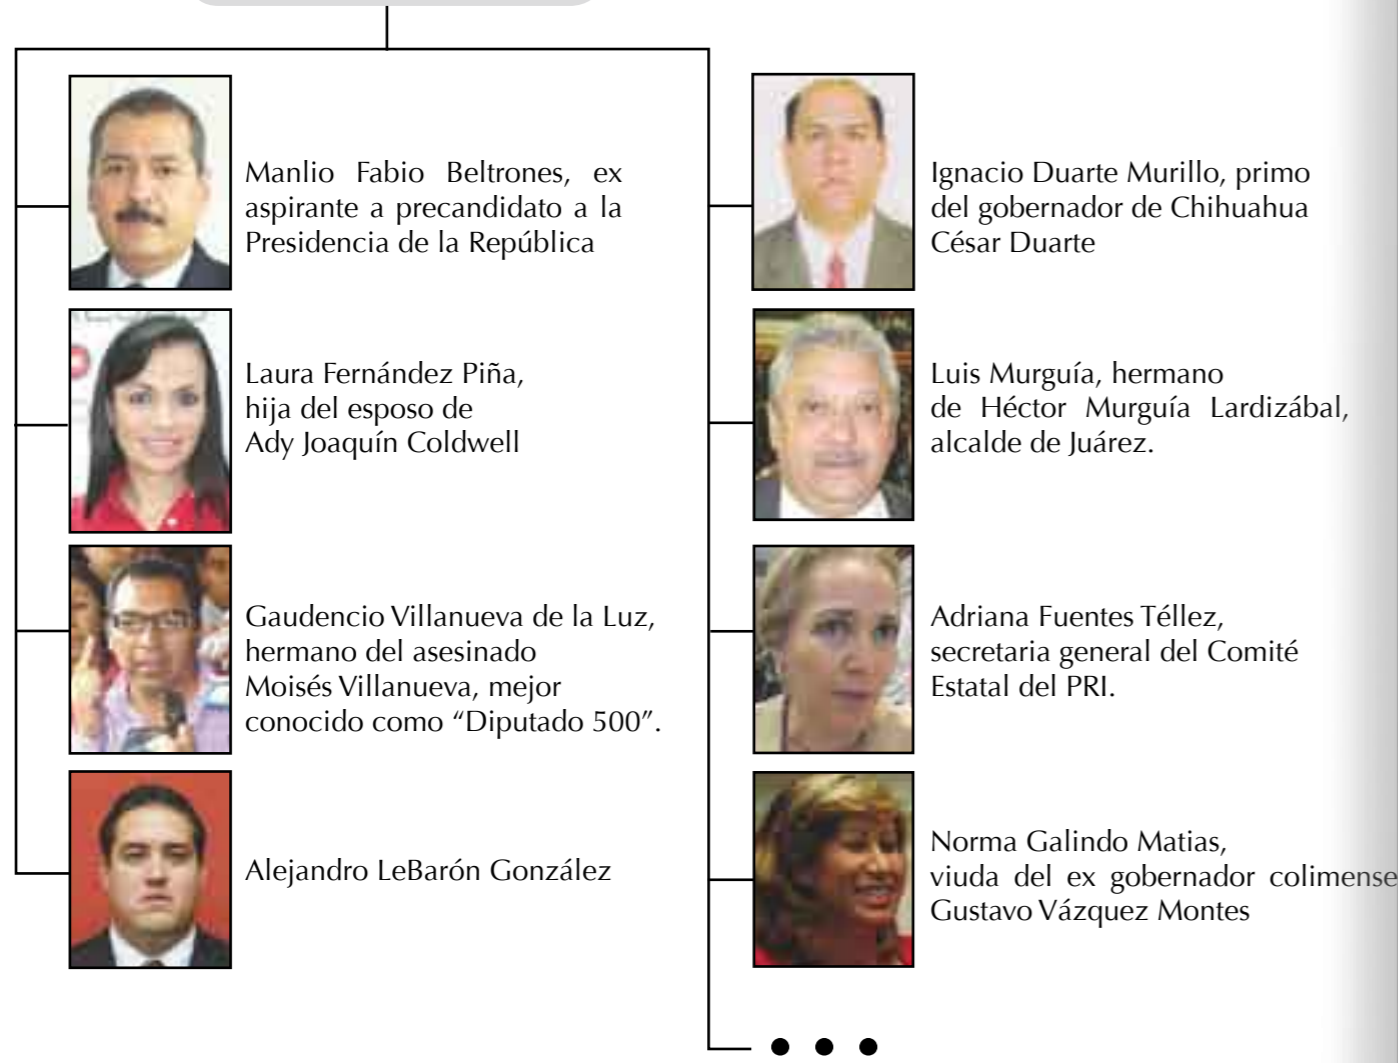 Manlio Fabio Beltrones, ex
aspirante a precandidato a la
Presidencia de la República
Laura Fernández Piña,
hija del esposo de
Ady Joaquín Coldwell
Gaudencio Villanueva de la Luz,
hermano del asesinado
Moisés Villanueva, mejor
conocido como “Diputado 500”.
Alejandro LeBarón González
Ignacio Duarte Murillo, primo
del gobernador de Chihuahua
César Duarte
Luis Murguía, hermano
de Héctor Murguía Lardizábal,
alcalde de Juárez.
Adriana Fuentes Téllez,
secretaria general del Comité
Estatal del PRI.
Norma Galindo Matias,
viuda del ex gobernador colimense
Gustavo Vázquez Montes